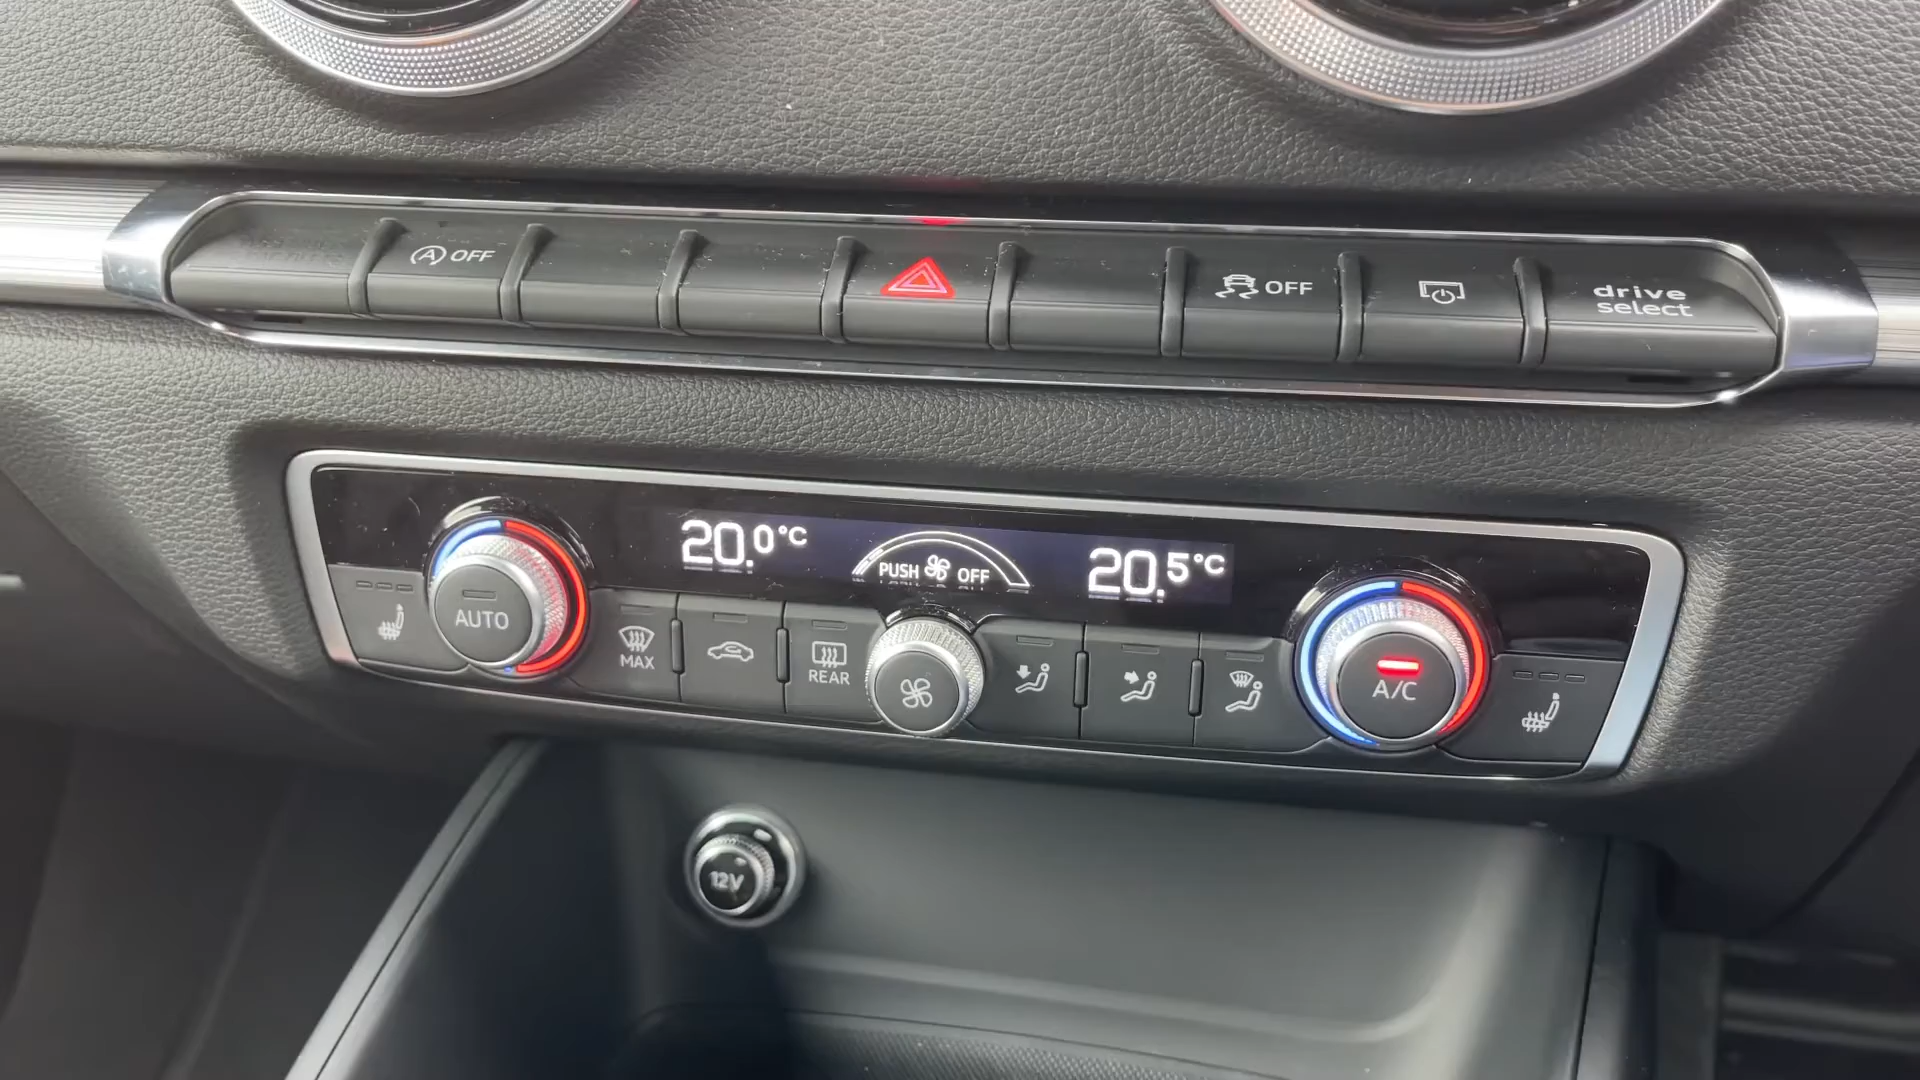 OFF
OFF
drive
select
20.0°C
PUSH OFF
20.5°C
AUTO
MAX
REAR
A/C
12V